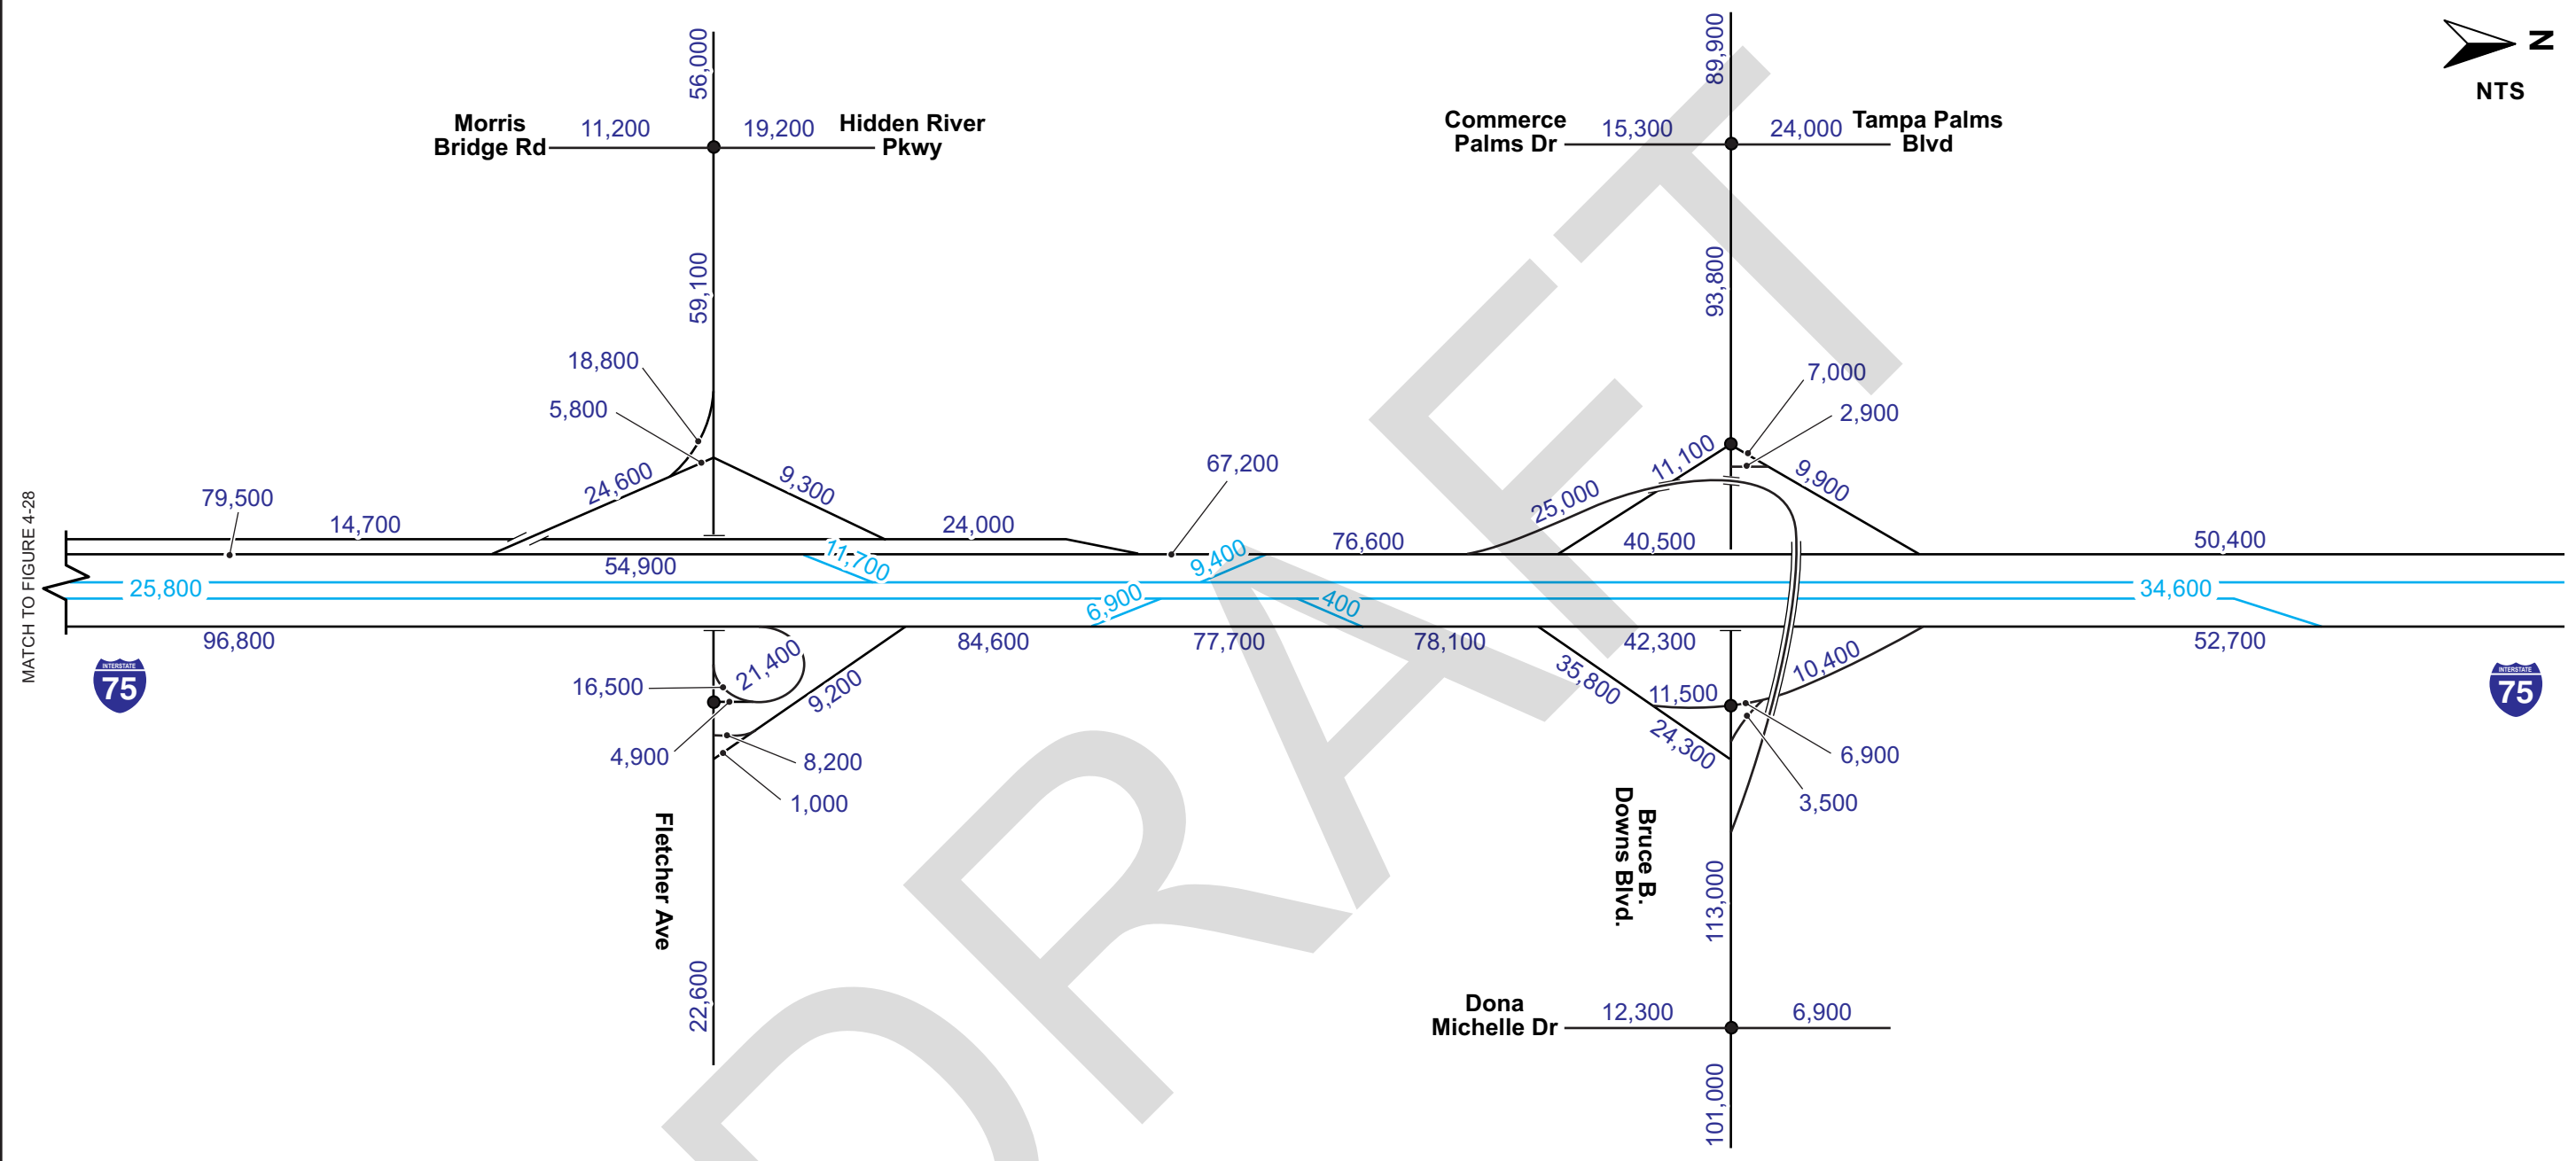 56,000
89,900
N
NTS
Morris
Bridge Rd
11,200
19,200
Hidden River
Pkwy
Commerce
Palms Dr
15,300
24,000
Tampa Palms
Blvd
59,100
93,800
18,800
5,800
7,000
2,900
24,600
9,300
67,200
11,100
9,900
25,000
MATCH TO FIGURE 4-28
79,500
14,700
24,000
76,600
40,500
50,400
54,900
11,700
9,400
25,800
6,900
400
34,600
96,800
84,600
77,700
78,100
42,300
52,700
INTERSTATE
75
INTERSTATE
75
16,500
21,400
9,200
35,800
11,500
10,400
4,900
8,200
1,000
24,300
6,900
3,500
Fletcher Ave
Bruce B.
Downs Blvd.
113,000
22,600
Dona
Michelle Dr
12,300
6,900
101,000
DRAFT